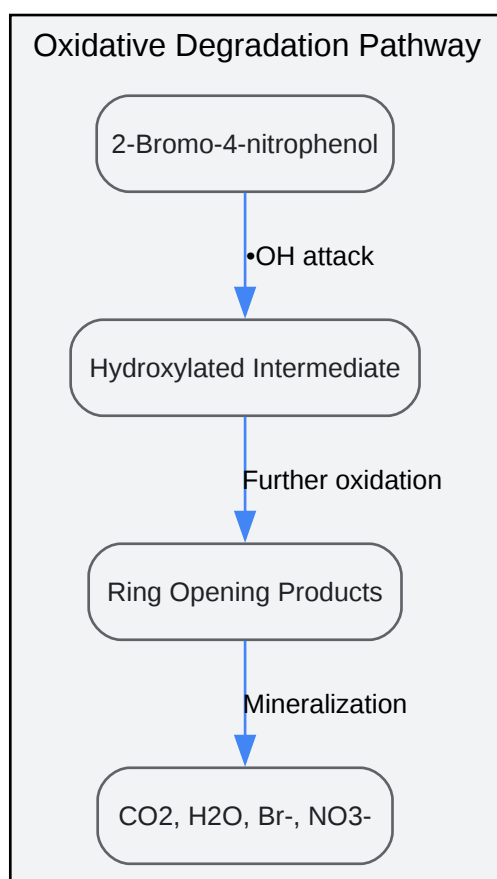 Oxidative Degradation Pathway
2-Bromo-4-nitrophenol
•OH attack
Hydroxylated Intermediate
Further oxidation
Ring Opening Products
Mineralization
CO2, H2O, Br-, NO3-